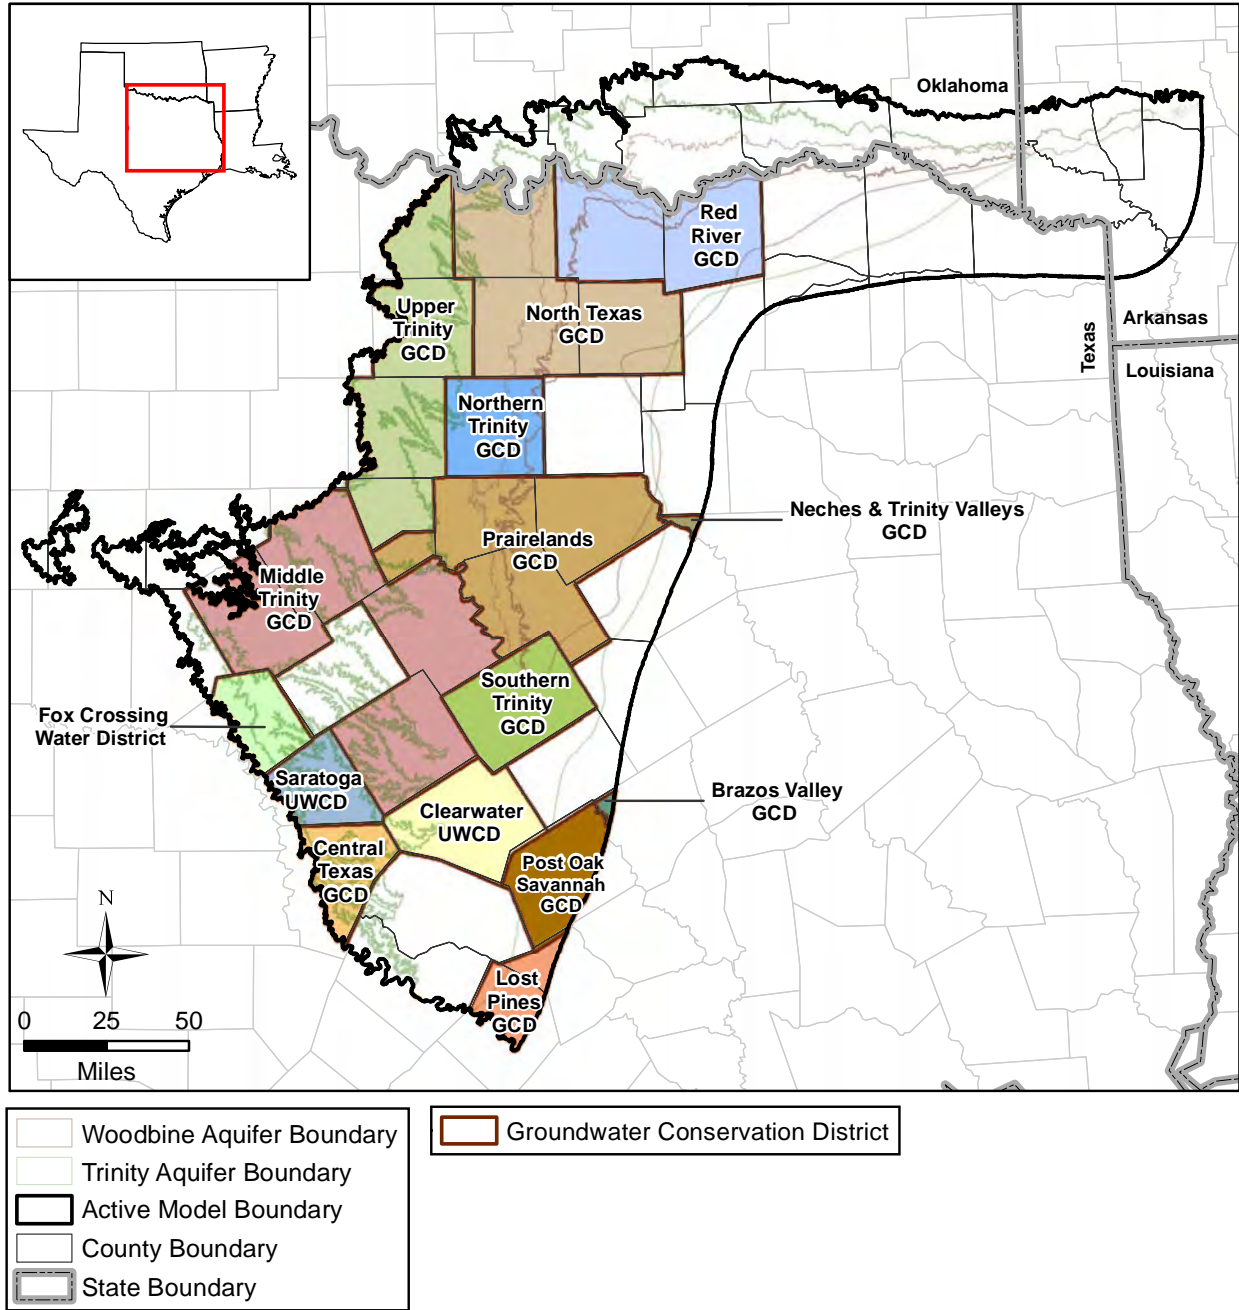 Oklahoma
Red
River
GCD
Upper
Trinity
GCD
North Texas
GCD
Texas
Arkansas
Louisiana
Northern
Trinity
GCD
Neches & Trinity Valleys
GCD
Prairelands
GCD
Middle
Trinity
GCD
Southern
Trinity
GCD
Fox Crossing
Water District
Saratoga
UWCD
Brazos Valley
GCD
Clearwater
UWCD
Central
Texas
GCD
Post Oak
Savannah
GCD
Lost
Pines
GCD
N
0 25 50
Miles
Woodbine Aquifer Boundary
Trinity Aquifer Boundary
Active Model Boundary
County Boundary
State Boundary
Groundwater Conservation District